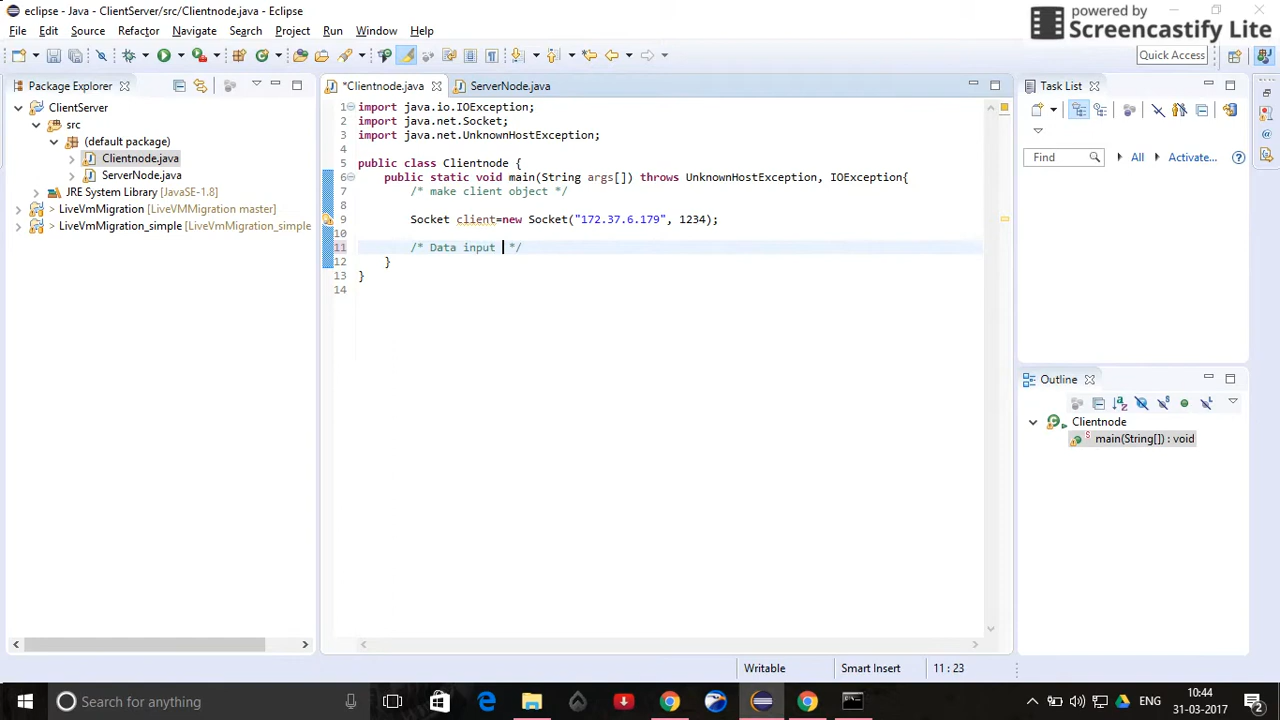 eclipse - Java - ClientServer/src/Clientnode.java - Eclipse
powered by
Screencastify Lite
File Edit Source Refactor Navigate Search Project Run Window Help
Quick Access
Package Explorer
*Clientnode.java
ServerNode.java
Task List
ClientServer
src
(default package)
Clientnode.java
ServerNode.java
JRE System Library [JavaSE-1.8]
> LiveVmMigration [LiveVMMigration master]
> LiveVmMigration_simple [LiveVmMigration_simple
1 import java.io.IOException;
2 import java.net.Socket;
3 import java.net.UnknownHostException;
4
5 public class Clientnode {
6 public static void main(String args[]) throws UnknownHostException, IOException{
7 /* make client object */
8
9 Socket client=new Socket("172.37.6.179", 1234);
10
11 /* Data input */
12 }
13 }
14
Find
All
Activate...
Outline
Clientnode
main(String[]) : void
Writable
Smart Insert
11 : 23
Search for anything
ENG
10:44
31-03-2017
2